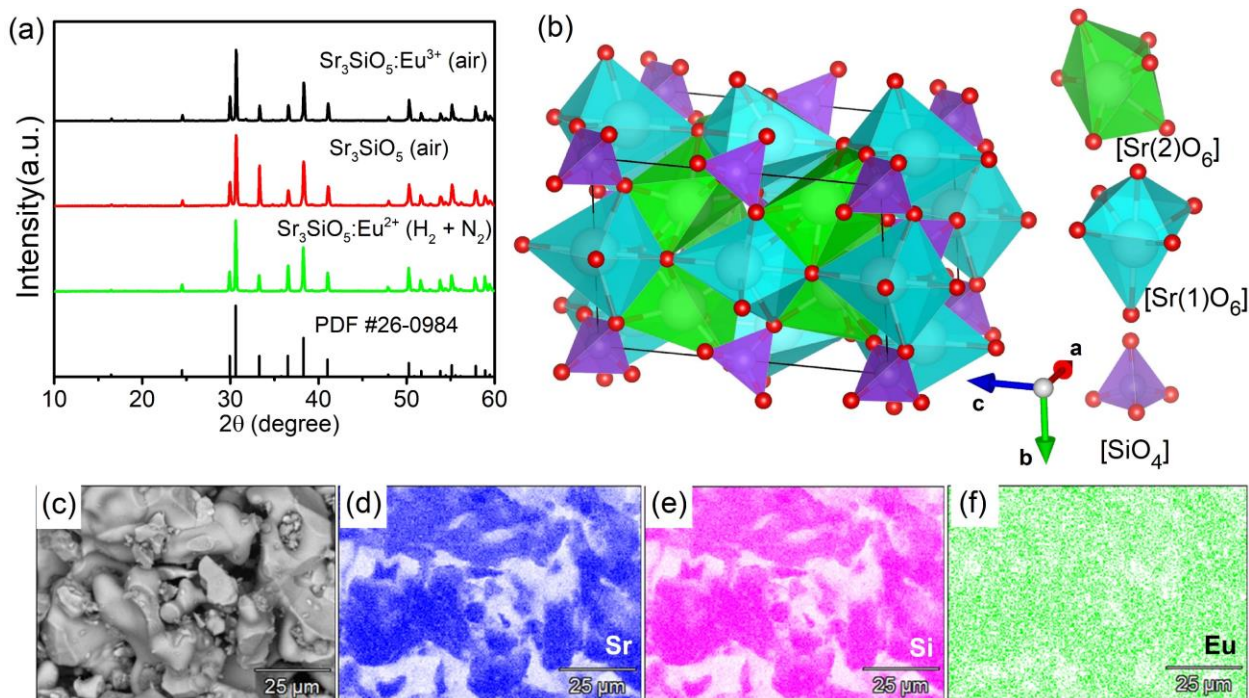 (a)
Intensity(a.u.)
Sr₃SiO₅:Eu³⁺ (air)
Sr₃SiO₅ (air)
Sr₃SiO₅:Eu²⁺ (H₂ + N₂)
PDF #26-0984
10 20 30 40 50 60
2θ (degree)
(b)
[Sr(2)O₆]
[Sr(1)O₆]
[SiO₄]
a
c
b
(c)
25 µm
(d)
Sr
25 µm
(e)
Si
25 µm
(f)
Eu
25 µm